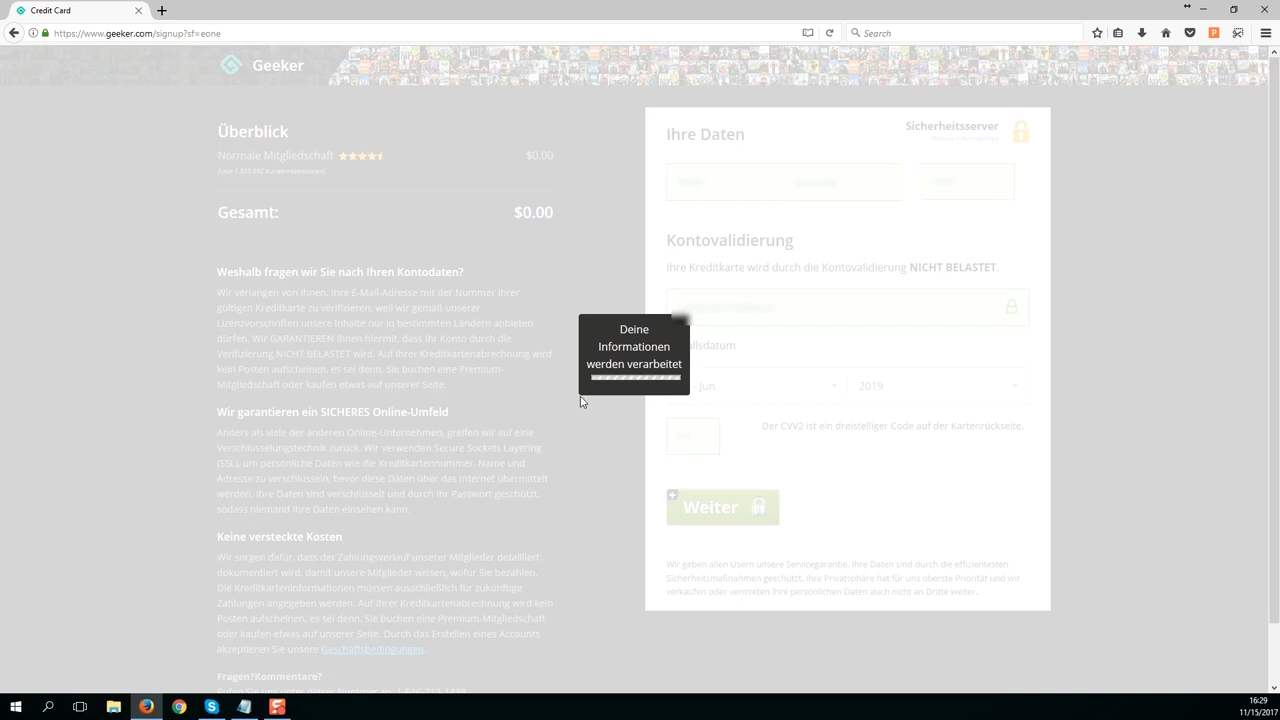 Credit Card
https://www.geeker.com/signup?sf=eone
Search
Geeker
Überblick
Normale Mitgliedschaft $0.00
Gesamt: $0.00
Weshalb fragen wir Sie nach Ihren Kontodaten?
Wir verlangen von Ihnen, Ihre E-Mail-Adresse mit der Nummer Ihrer
gültigen Kreditkarte zu verifizieren, weil wir gemäß unserer
Lizenzvorschriften unsere Inhalte nur in bestimmten Ländern anbieten
dürfen. Wir GARANTIEREN Ihnen hiermit, dass Ihr Konto durch die
Verifizierung NICHT BELASTET wird. Auf Ihrer Kreditkartenabrechnung wird
kein Posten aufscheinen, es sei denn, Sie buchen eine Premium-
Mitgliedschaft oder kaufen etwas auf unserer Seite.
Wir garantieren ein SICHERES Online-Umfeld
Anders als viele der anderen Online-Unternehmen, greifen wir auf eine
Verschlüsselungstechnik zurück. Wir verwenden Secure Sockets Layering
(SSL), um persönliche Daten wie die Kreditkartennummer, Name und
Adresse zu verschlüsseln, bevor diese Daten über das Internet übermittelt
werden. Ihre Daten sind verschlüsselt und durch Ihr Passwort geschützt,
sodass niemand Ihre Daten einsehen kann.
Keine versteckte Kosten
Wir sorgen dafür, dass der Zahlungsverlauf unserer Mitglieder detailliert
dokumentiert wird, damit unsere Mitglieder wissen, wofür Sie bezahlen.
Die Kreditkarteninformationen müssen ausschließlich für zukünftige
Zahlungen angegeben werden. Auf Ihrer Kreditkartenabrechnung wird kein
Posten aufscheinen, es sei denn, Sie buchen eine Premium-Mitgliedschaft
oder kaufen etwas auf unserer Seite. Durch das Erstellen eines Accounts
akzeptieren Sie unsere Geschäftsbedingungen.
Fragen?Kommentare?
Rufen Sie uns unter dieser Nummer an:
Ihre Daten
Sicherheitsserver
Kontovalidierung
Ihre Kreditkarte wird durch die Kontovalidierung NICHT BELASTET.
Deine
Informationen
werden verarbeitet
- Jun 2019
Der CVV2 ist ein dreistelliger Code auf der Kartenrückseite.
Weiter
Wir geben allen Usern unsere Servicegarantie. Ihre Daten sind durch die effizientesten
Sicherheitsmaßnahmen geschützt. Ihre Privatsphäre hat für uns oberste Priorität und wir
verkaufen oder vermieten Ihre persönlichen Daten auch nicht an Dritte weiter.
16:29
11/15/2017